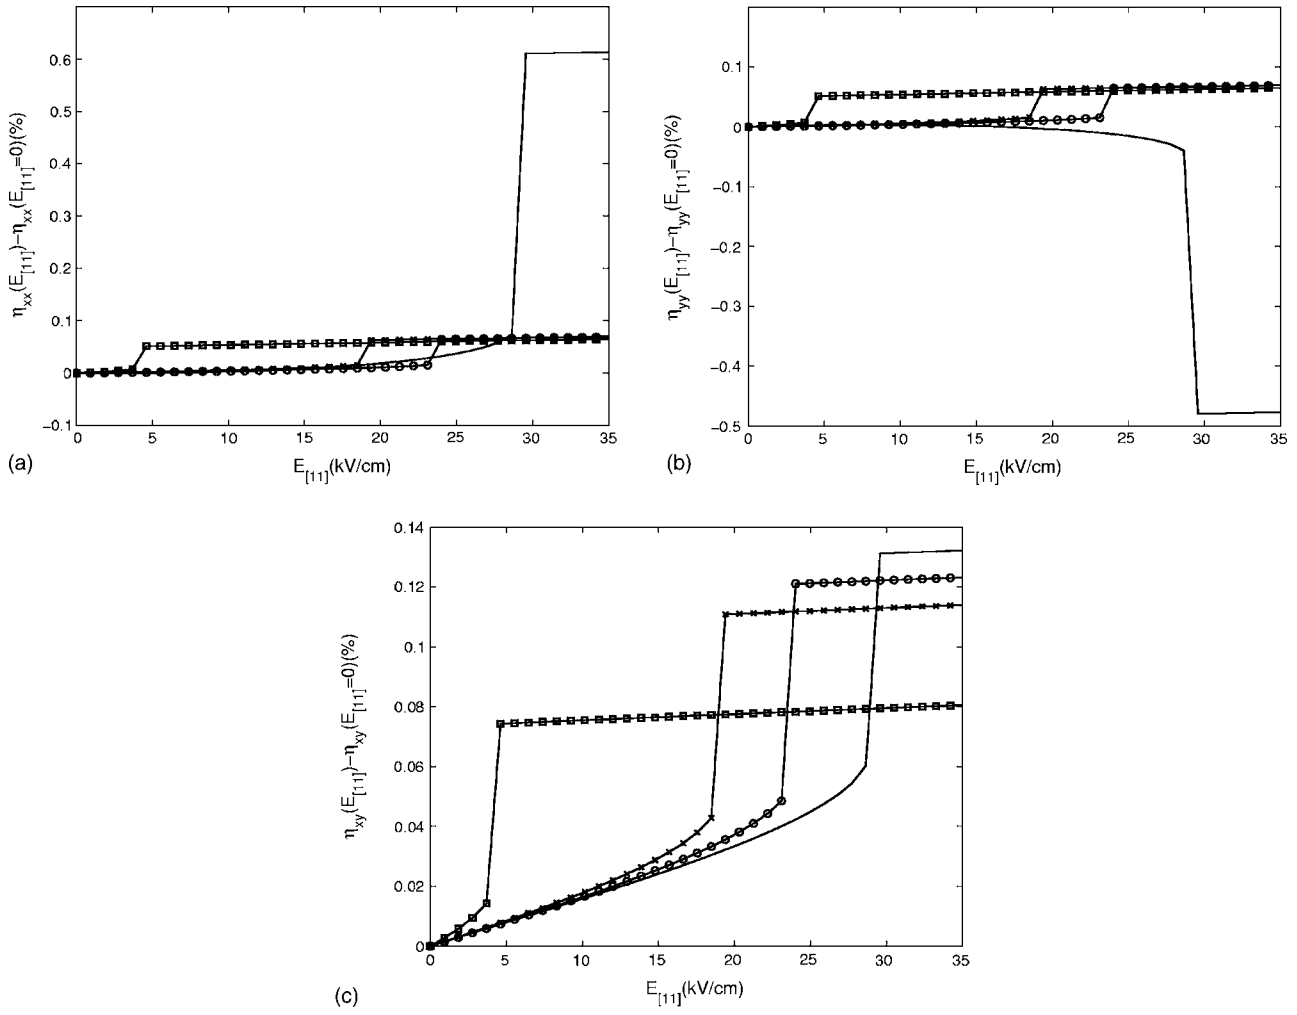 η_xx(E_[11])−η_xx(E_[11]=0)(%)
0.6
0.5
0.4
0.3
0.2
0.1
0
−0.1
0 5 10 15 20 25 30 35
E_[11](kV/cm)
(a)
η_yy(E_[11])−η_yy(E_[11]=0)(%)
0.1
0
−0.1
−0.2
−0.3
−0.4
−0.5
0 5 10 15 20 25 30 35
E_[11](kV/cm)
(b)
η_xy(E_[11])−η_xy(E_[11]=0)(%)
0.14
0.12
0.1
0.08
0.06
0.04
0.02
0
0 5 10 15 20 25 30 35
E_[11](kV/cm)
(c)